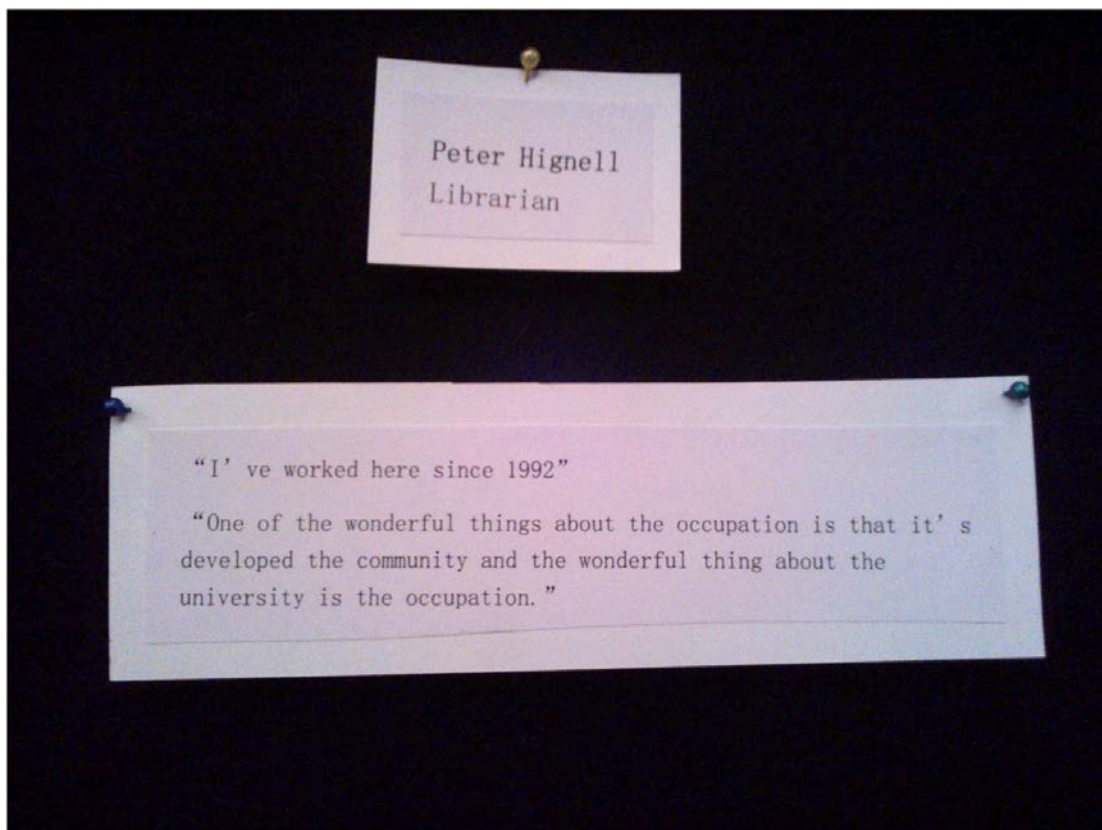 Peter Hignell
Librarian
“I’ve worked here since 1992”
“One of the wonderful things about the occupation is that it’s
developed the community and the wonderful thing about the
university is the occupation.”